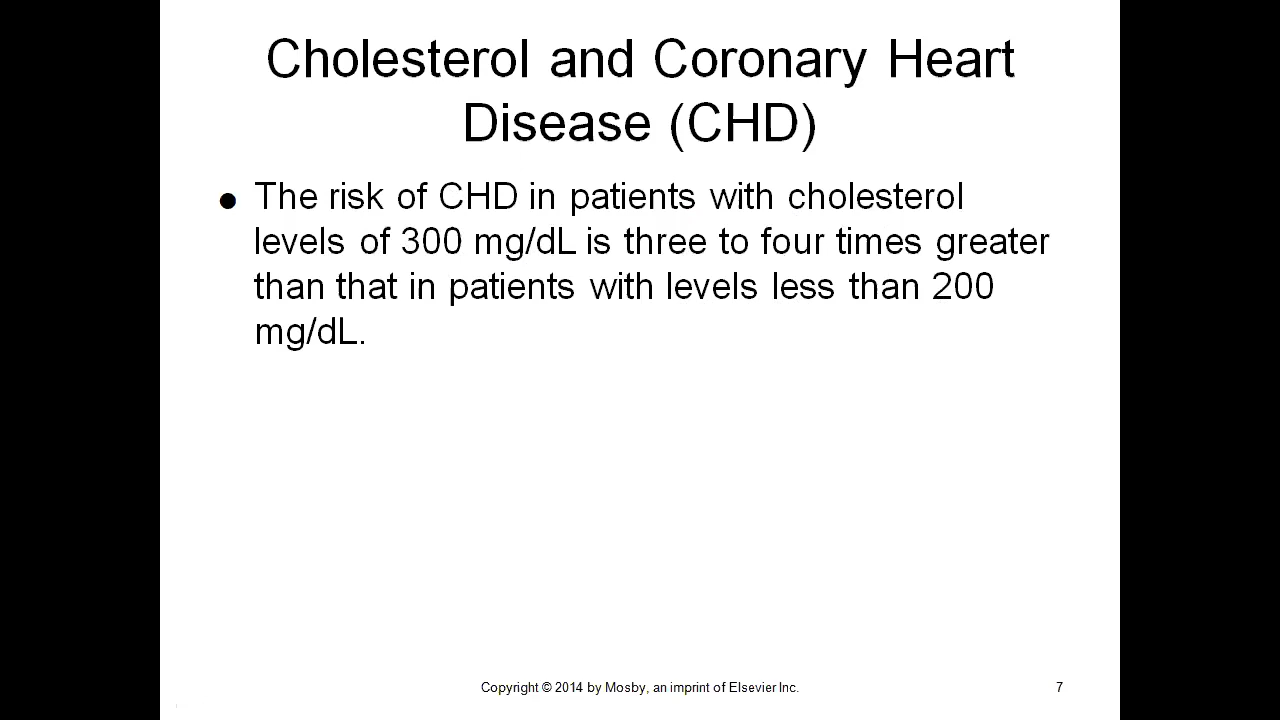 Cholesterol and Coronary Heart
Disease (CHD)
● The risk of CHD in patients with cholesterol
levels of 300 mg/dL is three to four times greater
than that in patients with levels less than 200
mg/dL.
Copyright © 2014 by Mosby, an imprint of Elsevier Inc.
7